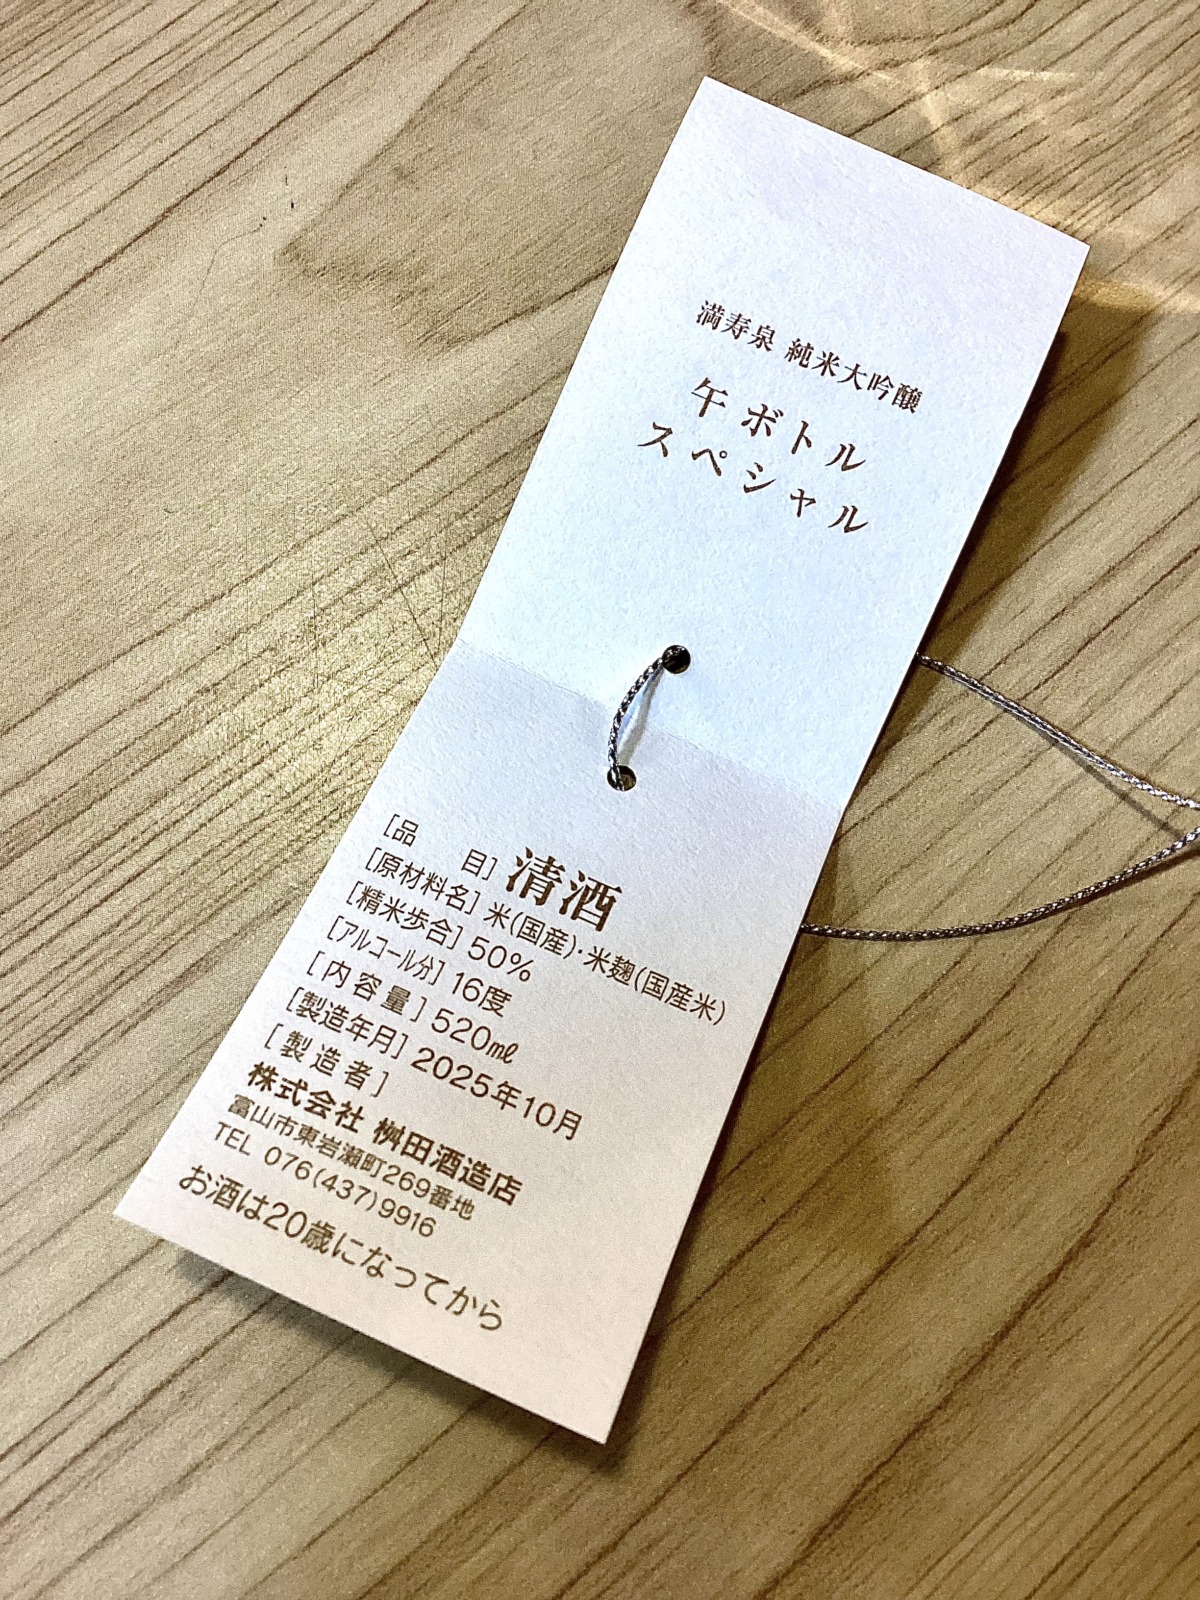 満寿泉 純米大吟醸
午ボトル
スペシャル
[品 目] 清酒
[原材料名] 米(国産)・米麹(国産米)
[精米歩合] 50%
[アルコール分] 16度
[内容量] 520㎖
[製造年月] 2025年10月
[製造者]
株式会社 桝田酒造店
富山市東岩瀬町269番地
TEL 076(437)9916
お酒は20歳になってから